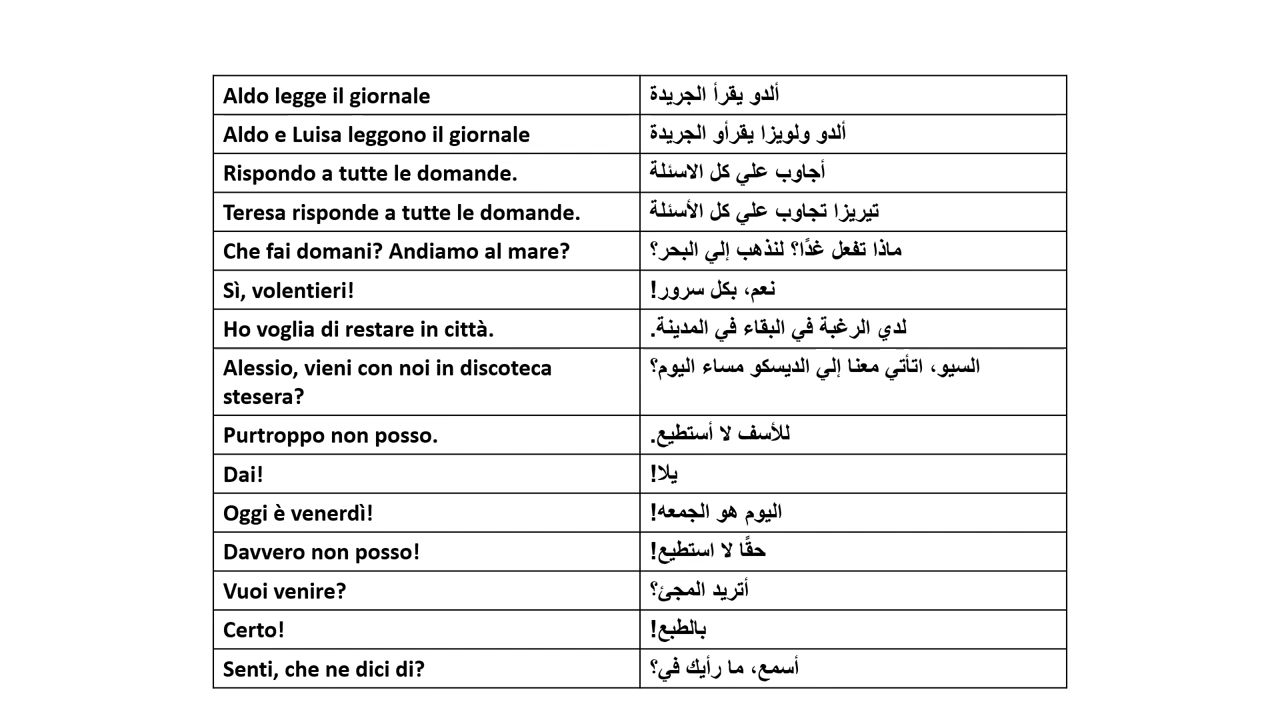 Aldo legge il giornale
ألدو يقرأ الجريدة
Aldo e Luisa leggono il giornale
ألدو ولويزا يقرأو الجريدة
Rispondo a tutte le domande.
أجاوب علي كل الاسئلة
Teresa risponde a tutte le domande.
تيريزا تجاوب علي كل الأسئلة
Che fai domani? Andiamo al mare?
ماذا تفعل غدًا؟ لنذهب إلي البحر؟
Sì, volentieri!
نعم، بكل سرور!
Ho voglia di restare in città.
لدي الرغبة في البقاء في المدينة.
Alessio, vieni con noi in discoteca
stesera?
السيو، اتأتي معنا إلي الديسكو مساء اليوم؟
Purtroppo non posso.
للأسف لا أستطيع.
Dai!
يلا!
Oggi è venerdì!
اليوم هو الجمعه!
Davvero non posso!
حقًا لا استطيع!
Vuoi venire?
أتريد المجئ؟
Certo!
بالطبع!
Senti, che ne dici di?
أسمع، ما رأيك في؟